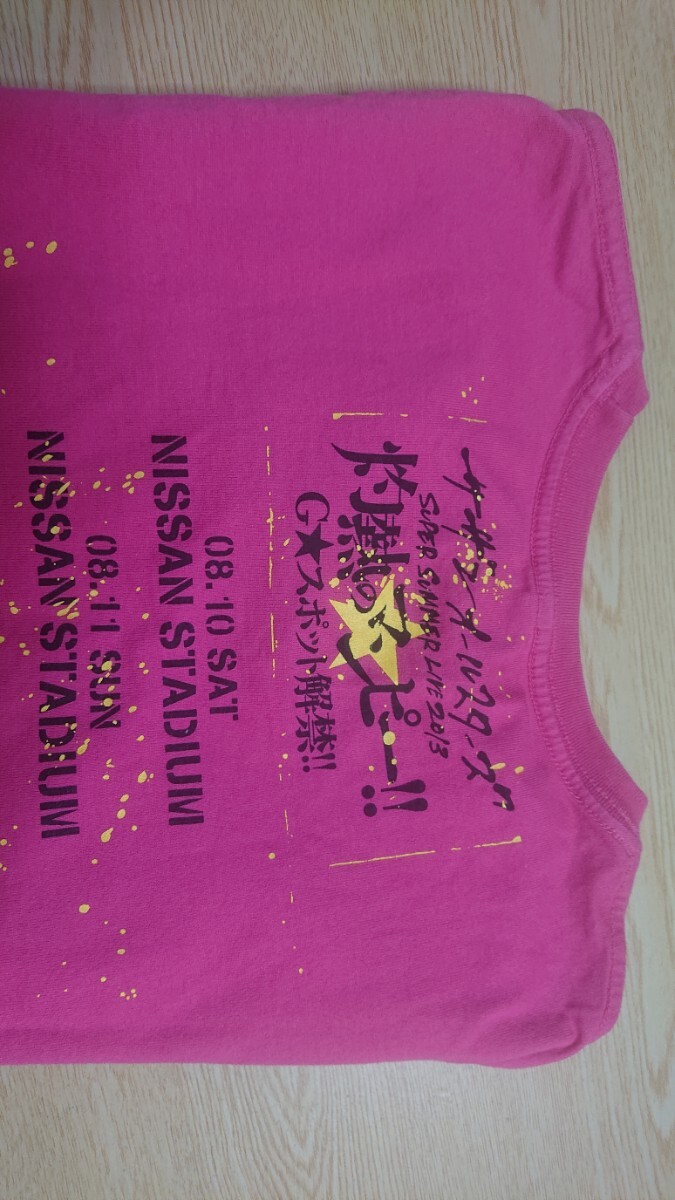 サザンオールスターズ
SUPER SUMMER LIVE 2013
灼熱のマンピー!!
G★スポット解禁!!
08.10 SAT
NISSAN STADIUM
08.11 SUN
NISSAN STADIUM